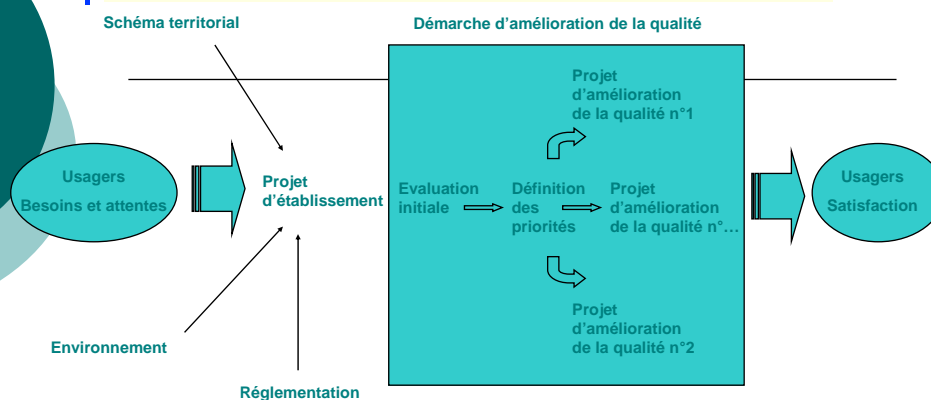 Schéma territorial
Démarche d'amélioration de la qualité
Projet
d'amélioration
de la qualité n°1
Usagers
Besoins et attentes
Projet
d'établissement
Evaluation
initiale
Définition
des
priorités
Projet
d'amélioration
de la qualité n°…
Usagers
Satisfaction
Projet
d'amélioration
de la qualité n°2
Environnement
Réglementation